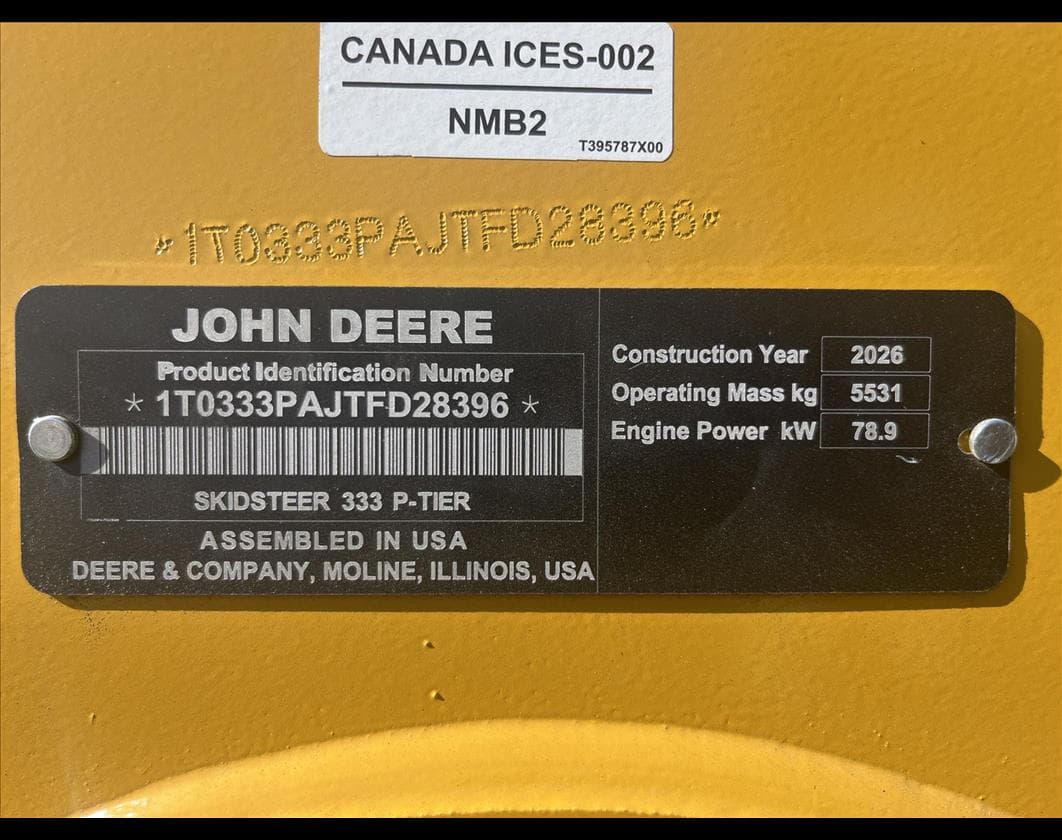 CANADA ICES-002
NMB2
T395787X00
*1T0333PAJTFD28396*
JOHN DEERE
Product Identification Number
* 1T0333PAJTFD28396 *
SKIDSTEER 333 P-TIER
ASSEMBLED IN USA
DEERE & COMPANY, MOLINE, ILLINOIS, USA
Construction Year 2026
Operating Mass kg 5531
Engine Power kW 78.9